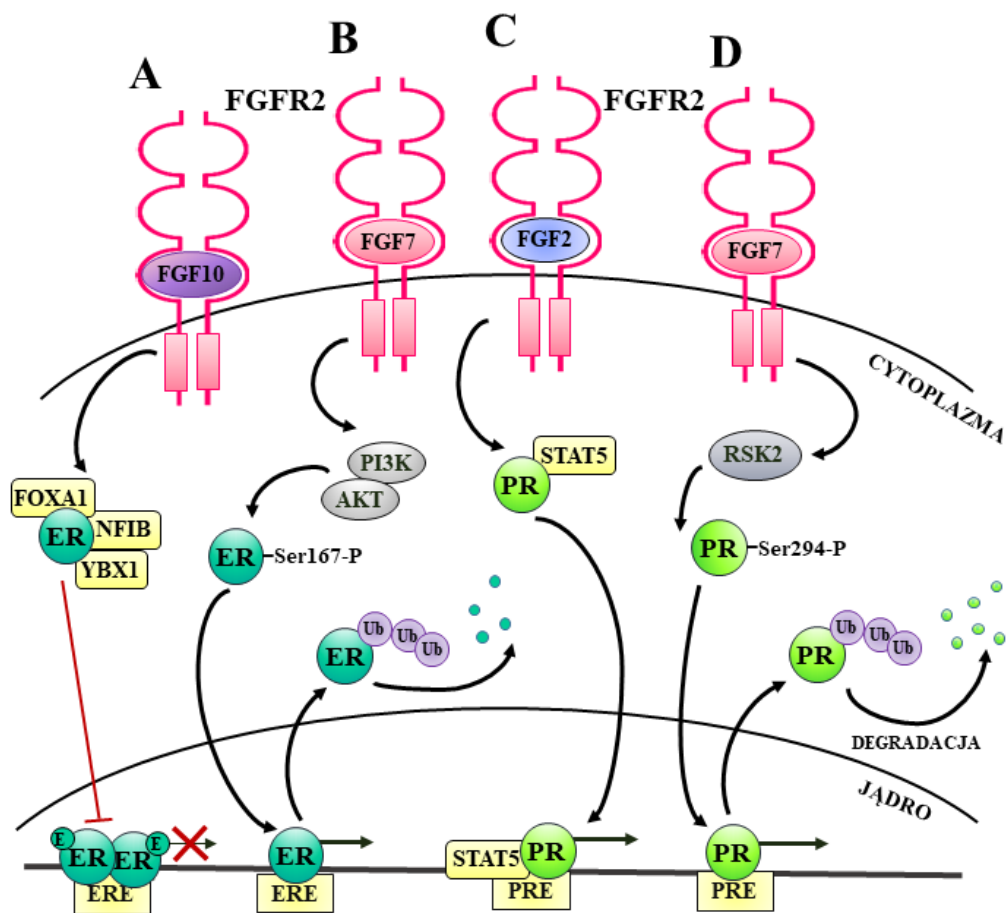 A
B
C
D
FGFR2
FGFR2
FGF10
FGF7
FGF2
FGF7
CYTOPLAZMA
FOXA1
ER
NFIB
YBX1
PI3K
AKT
ER
Ser167-P
STAT5
PR
RSK2
PR
Ser294-P
ER
Ub
Ub
Ub
PR
Ub
Ub
Ub
DEGRADACJA
JĄDRO
E
ER
ER
E
ERE
ER
ERE
STAT5
PR
PRE
PR
PRE